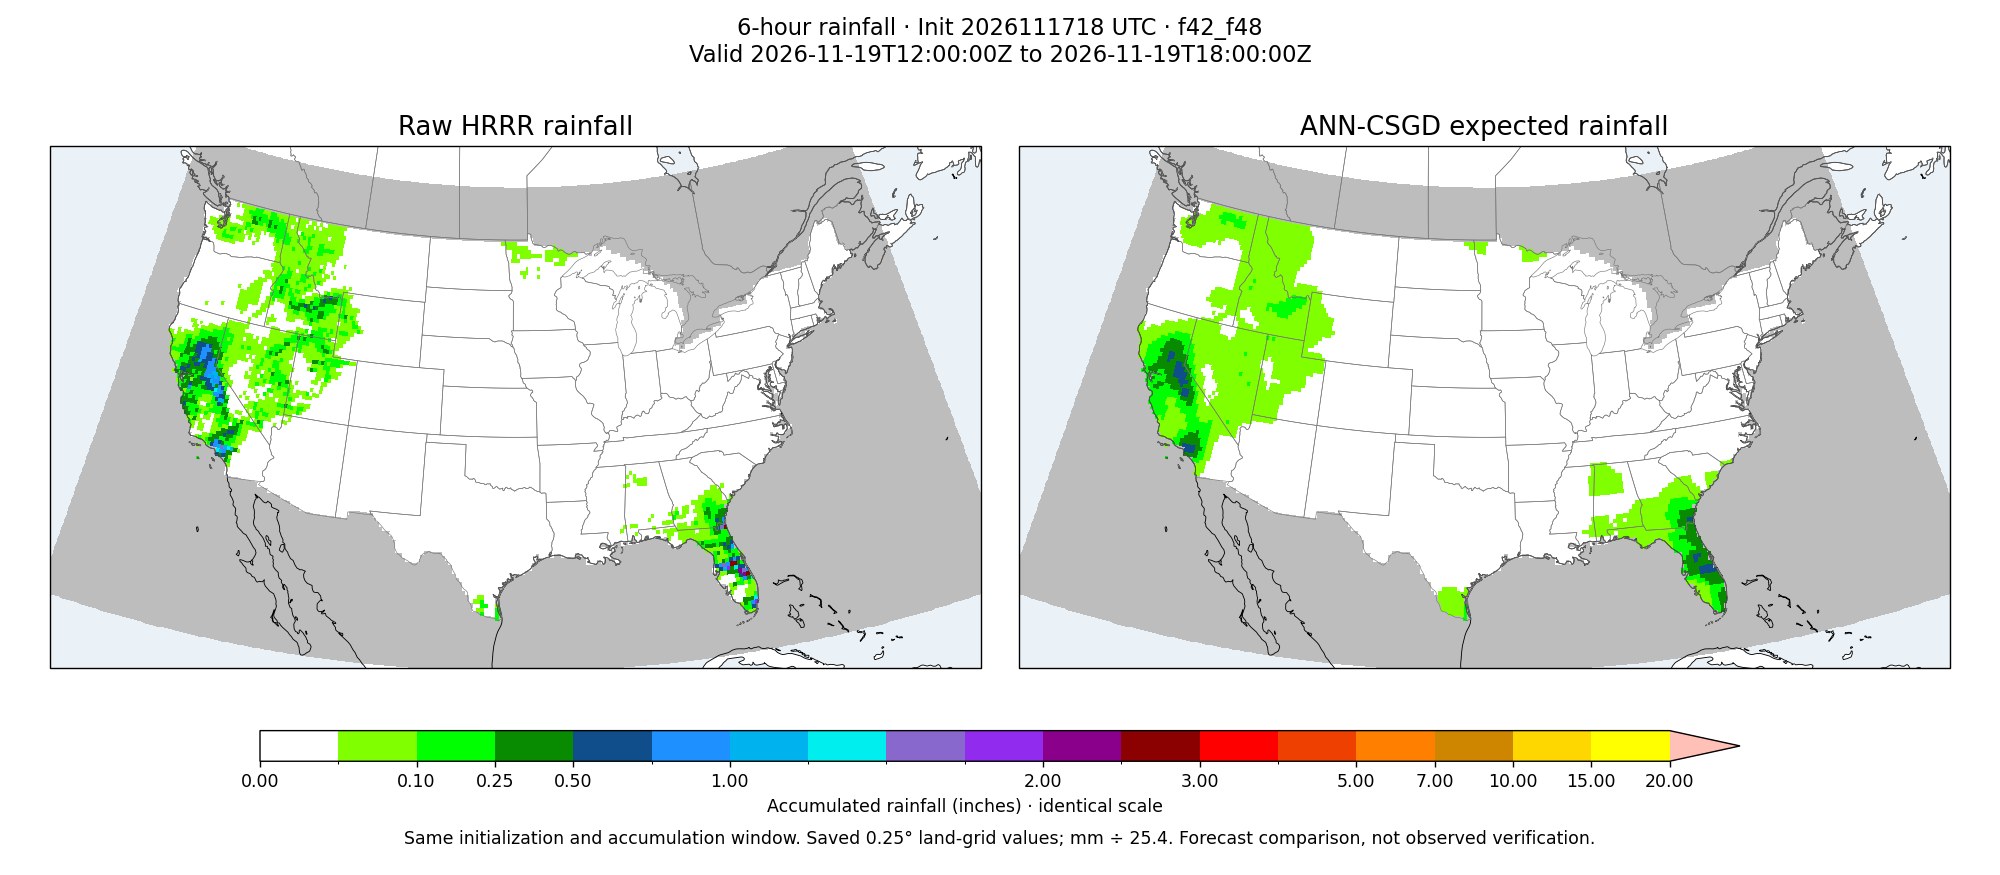 6-hour rainfall · Init 2026111718 UTC · f42_f48
Valid 2026-11-19T12:00:00Z to 2026-11-19T18:00:00Z
Raw HRRR rainfall
ANN-CSGD expected rainfall
0.00 0.10 0.25 0.50 1.00 2.00 3.00 5.00 7.00 10.00 15.00 20.00
Accumulated rainfall (inches) · identical scale
Same initialization and accumulation window. Saved 0.25° land-grid values; mm ÷ 25.4. Forecast comparison, not observed verification.